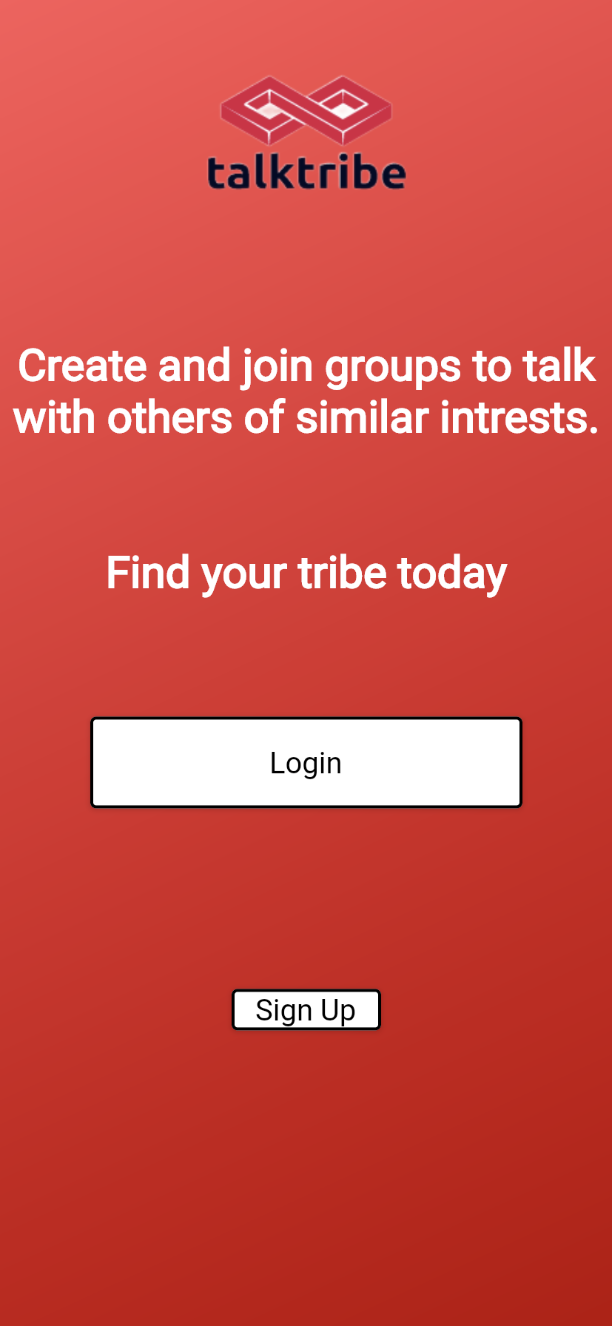 talktribe
Create and join groups to talk
with others of similar intrests.
Find your tribe today
Login
Sign Up